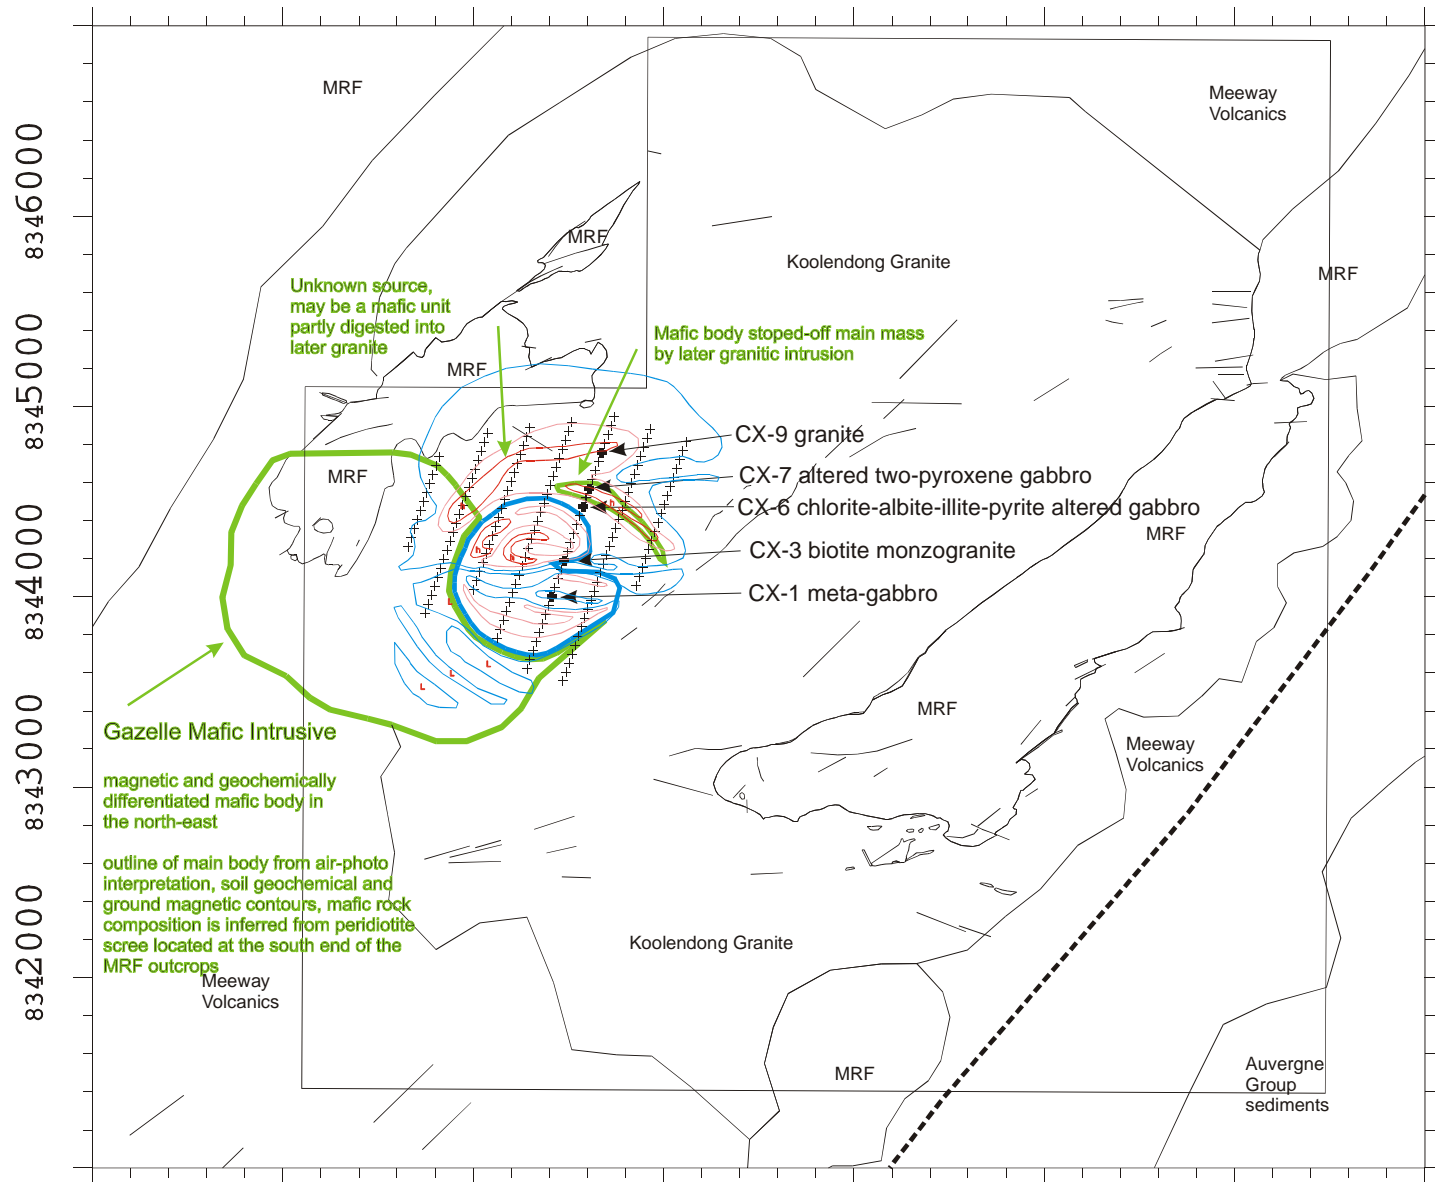 MRF
Meeway
Volcanics
8346000
MRF
Koolendong Granite
MRF
Unknown source,
may be a mafic unit
partly digested into
later granite
Mafic body stoped-off main mass
by later granitic intrusion
8345000
MRF
CX-9 granite
MRF
CX-7 altered two-pyroxene gabbro
CX-6 chlorite-albite-illite-pyrite altered gabbro
h
MRF
8344000
h
h
CX-3 biotite monzogranite
CX-1 meta-gabbro
L
L
L
L
MRF
Gazelle Mafic Intrusive
Meeway
Volcanics
8343000
magnetic and geochemically
differentiated mafic body in
the north-east
outline of main body from air-photo
interpretation, soil geochemical and
ground magnetic contours, mafic rock
composition is inferred from peridiotite
scree located at the south end of the
MRF outcrops
Koolendong Granite
8342000
Meeway
Volcanics
MRF
Auvergne
Group
sediments